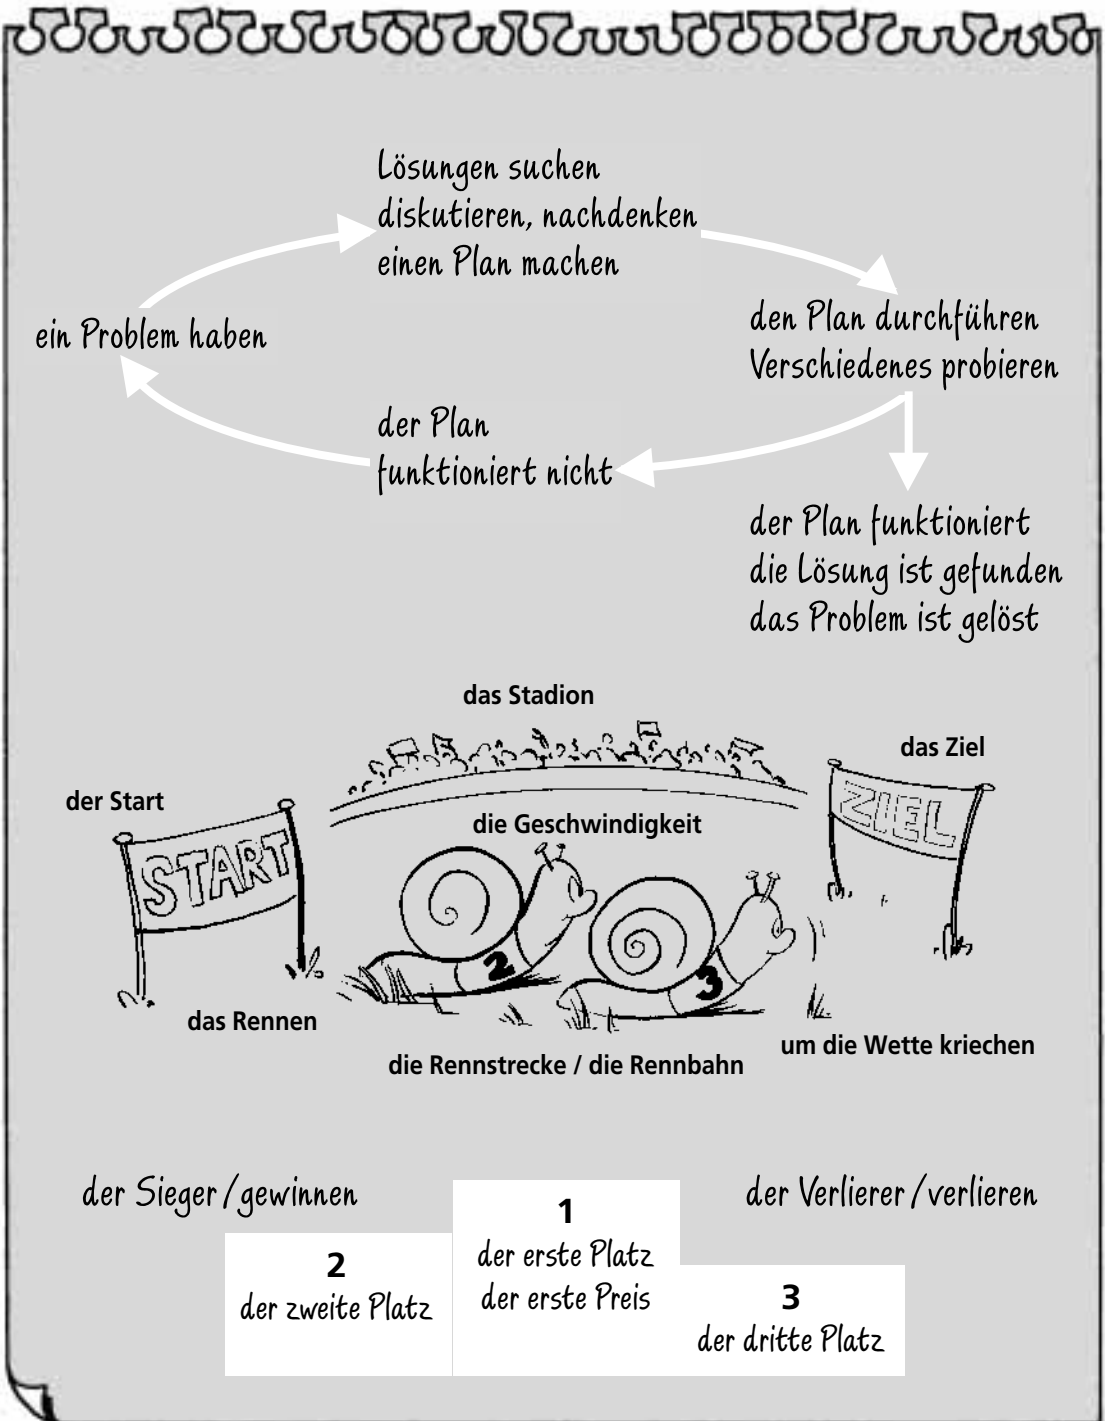 Lösungen suchen
diskutieren, nachdenken
einen Plan machen
ein Problem haben
den Plan durchführen
Verschiedenes probieren
der Plan
funktioniert nicht
der Plan funktioniert
die Lösung ist gefunden
das Problem ist gelöst
das Stadion
das Ziel
der Start
ZIEL
die Geschwindigkeit
START
2
3
das Rennen
um die Wette kriechen
die Rennstrecke / die Rennbahn
der Sieger/gewinnen
der Verlierer/verlieren
1
der erste Platz
der erste Preis
2
der zweite Platz
3
der dritte Platz